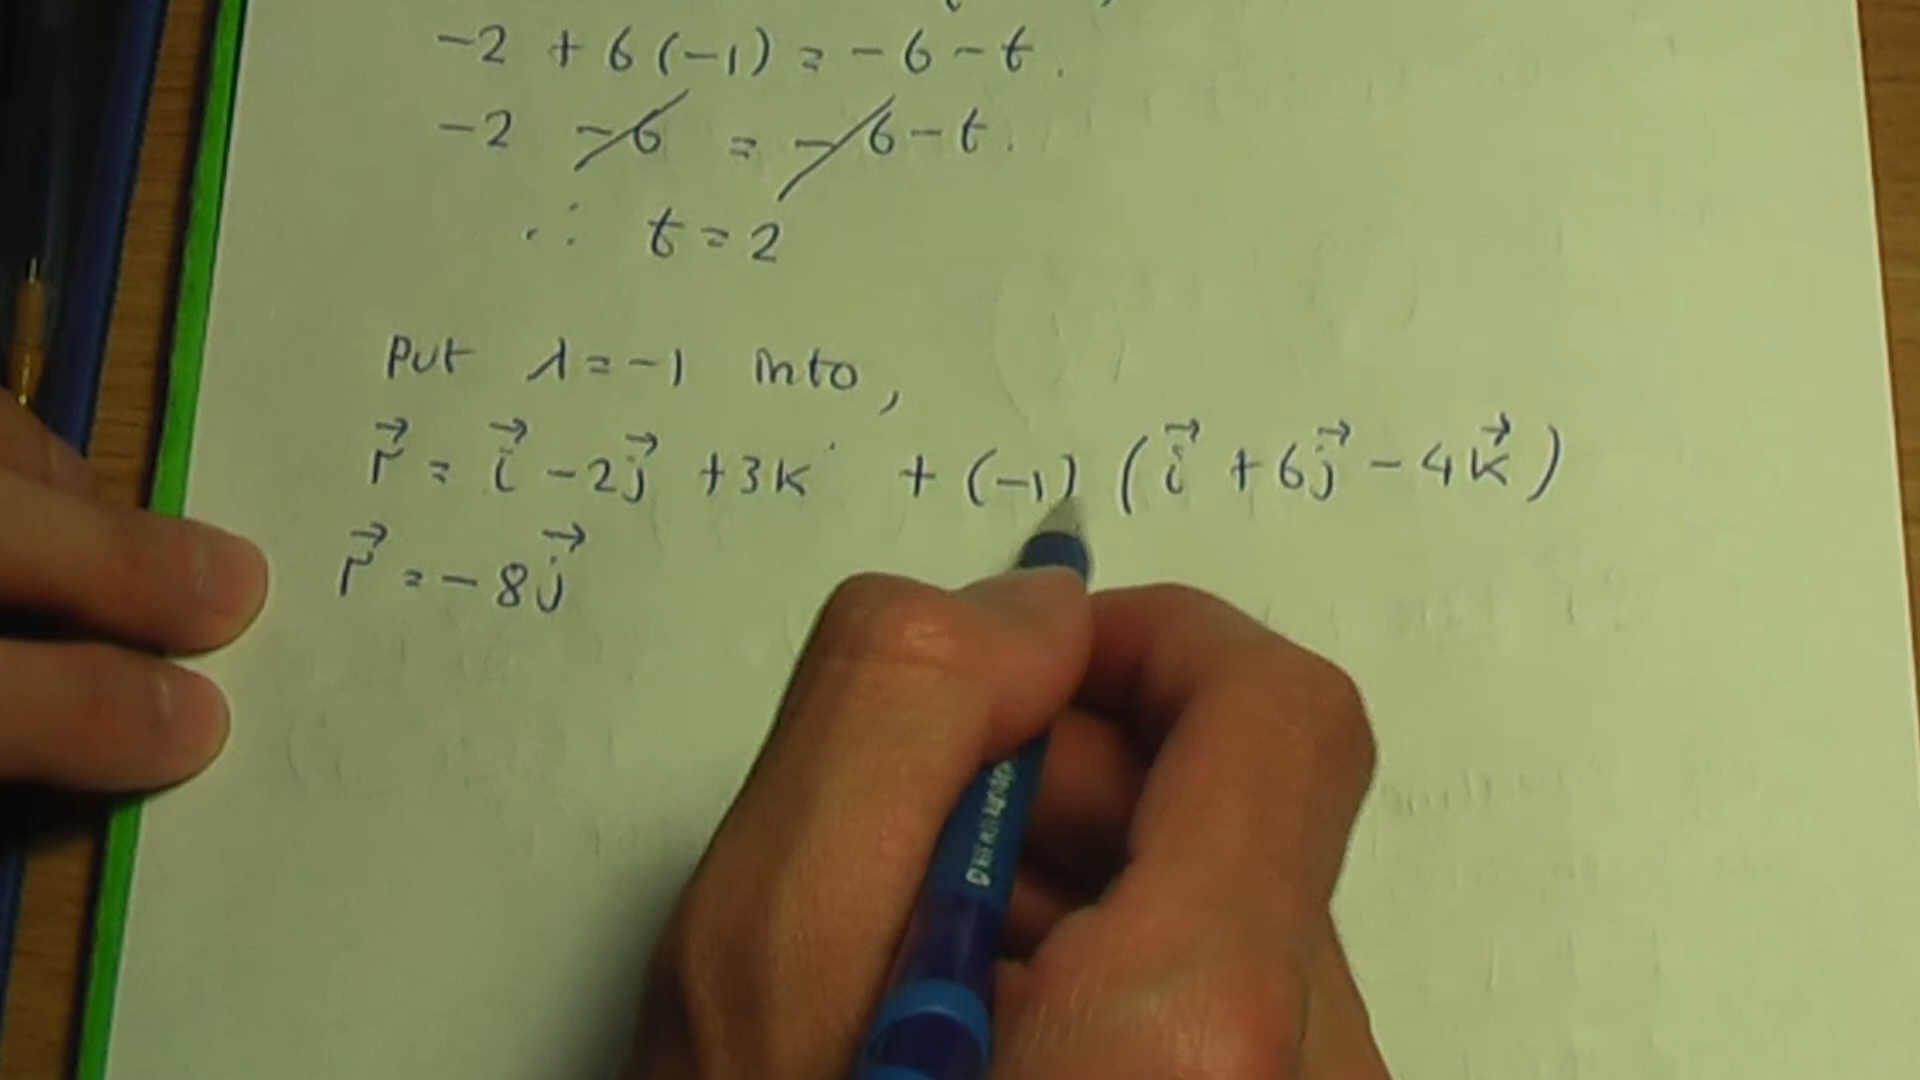 -2 + 6(-1) = -6 - t.
-2 -6 = -6 - t.
∴ t = 2
Put λ = -1 into,
r⃗ = i⃗ - 2j⃗ + 3k + (-1) (i⃗ + 6j⃗ - 4k⃗)
r⃗ = -8j⃗